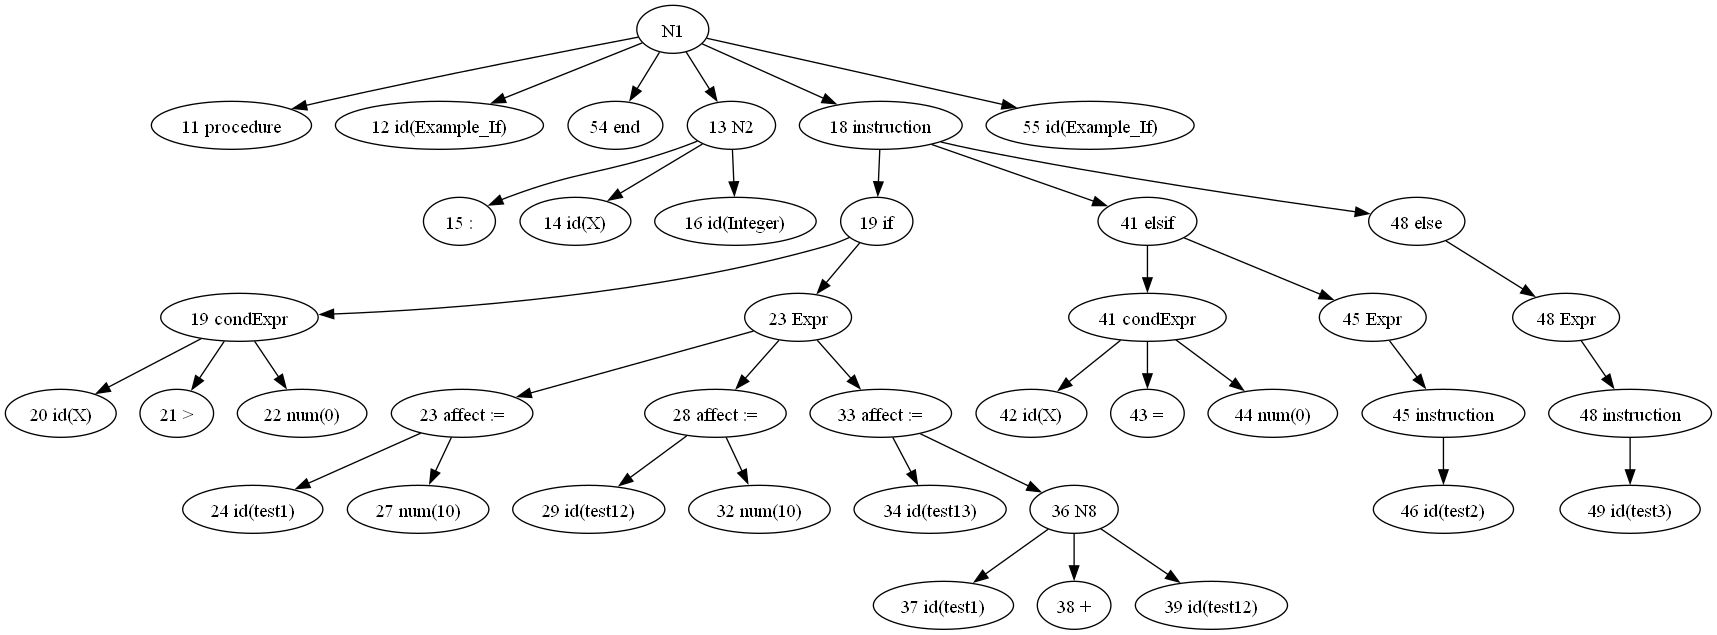 N1
11 procedure
12 id(Example_If)
54 end
13 N2
18 instruction
55 id(Example_If)
15 :
14 id(X)
16 id(Integer)
19 if
41 elsif
48 else
19 condExpr
23 Expr
41 condExpr
45 Expr
48 Expr
20 id(X)
21 >
22 num(0)
23 affect :=
28 affect :=
33 affect :=
42 id(X)
43 =
44 num(0)
45 instruction
48 instruction
24 id(test1)
27 num(10)
29 id(test12)
32 num(10)
34 id(test13)
36 N8
46 id(test2)
49 id(test3)
37 id(test1)
38 +
39 id(test12)